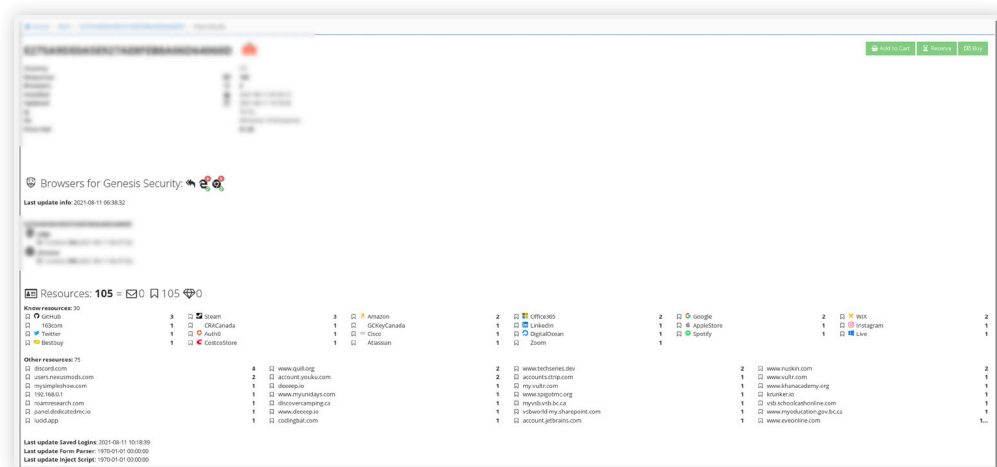 Add to Cart Reserve Buy
Browsers for Genesis Security:
Last update info: 2021-08-11 06:38:32
Resources: 105 = 0 105 0
Know resources: 30
GitHub 3 Steam 3 Amazon 2 Office365 2 Google 2 WiX 2
163com 1 CRACanada 1 GCKeyCanada 1 LinkedIn 1 AppleStore 1 Instagram 1
Twitter 1 Auth0 1 Cisco 1 DigitalOcean 1 Spotify 1 Live 1
Bestbuy 1 CostcoStore 1 Atlassian 1 Zoom 1
Other resources: 75
discord.com 4 www.quill.org 2 www.techseries.dev 2 www.nuskin.com 2
users.nexusmods.com 2 account.youku.com 2 accounts.ctrip.com 1 www.vultr.com 1
mysimpleshow.com 1 deeeep.io 1 my.vultr.com 1 www.khanacademy.org 1
192.168.0.1 1 www.myunidays.com 1 www.spigotmc.org 1 krunker.io 1
roamresearch.com 1 discovercamping.ca 1 myvsb.vsb.bc.ca 1 vsb.schoolcashonline.com 1
panel.dedicatedmc.io 1 www.deeeep.io 1 vsbworld-my.sharepoint.com 1 www.myeducation.gov.bc.ca 1
lucid.app 1 codingbat.com 1 account.jetbrains.com 1 www.eveonline.com 1...
Last update Saved Logins: 2021-08-11 10:18:39
Last update Form Parser: 1970-01-01 00:00:00
Last update Inject Script: 1970-01-01 00:00:00